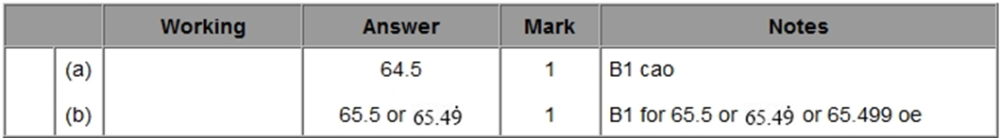 Working Answer Mark Notes
(a) 64.5 1 B1 cao
(b) 65.5 or 65.49̇ 1 B1 for 65.5 or 65.49̇ or 65.499 oe